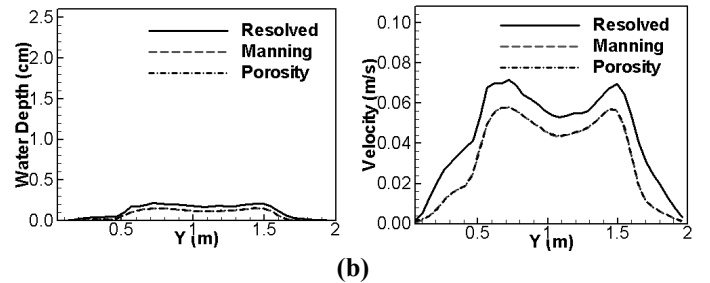 Water Depth (cm)
2.5
2.0
1.5
1.0
0.5
0.0
Resolved
Manning
Porosity
0.5
1
1.5
2
Y (m)
Velocity (m/s)
0.10
0.08
0.06
0.04
0.02
0.00
Resolved
Manning
Porosity
0.5
1
1.5
2
Y (m)
(b)